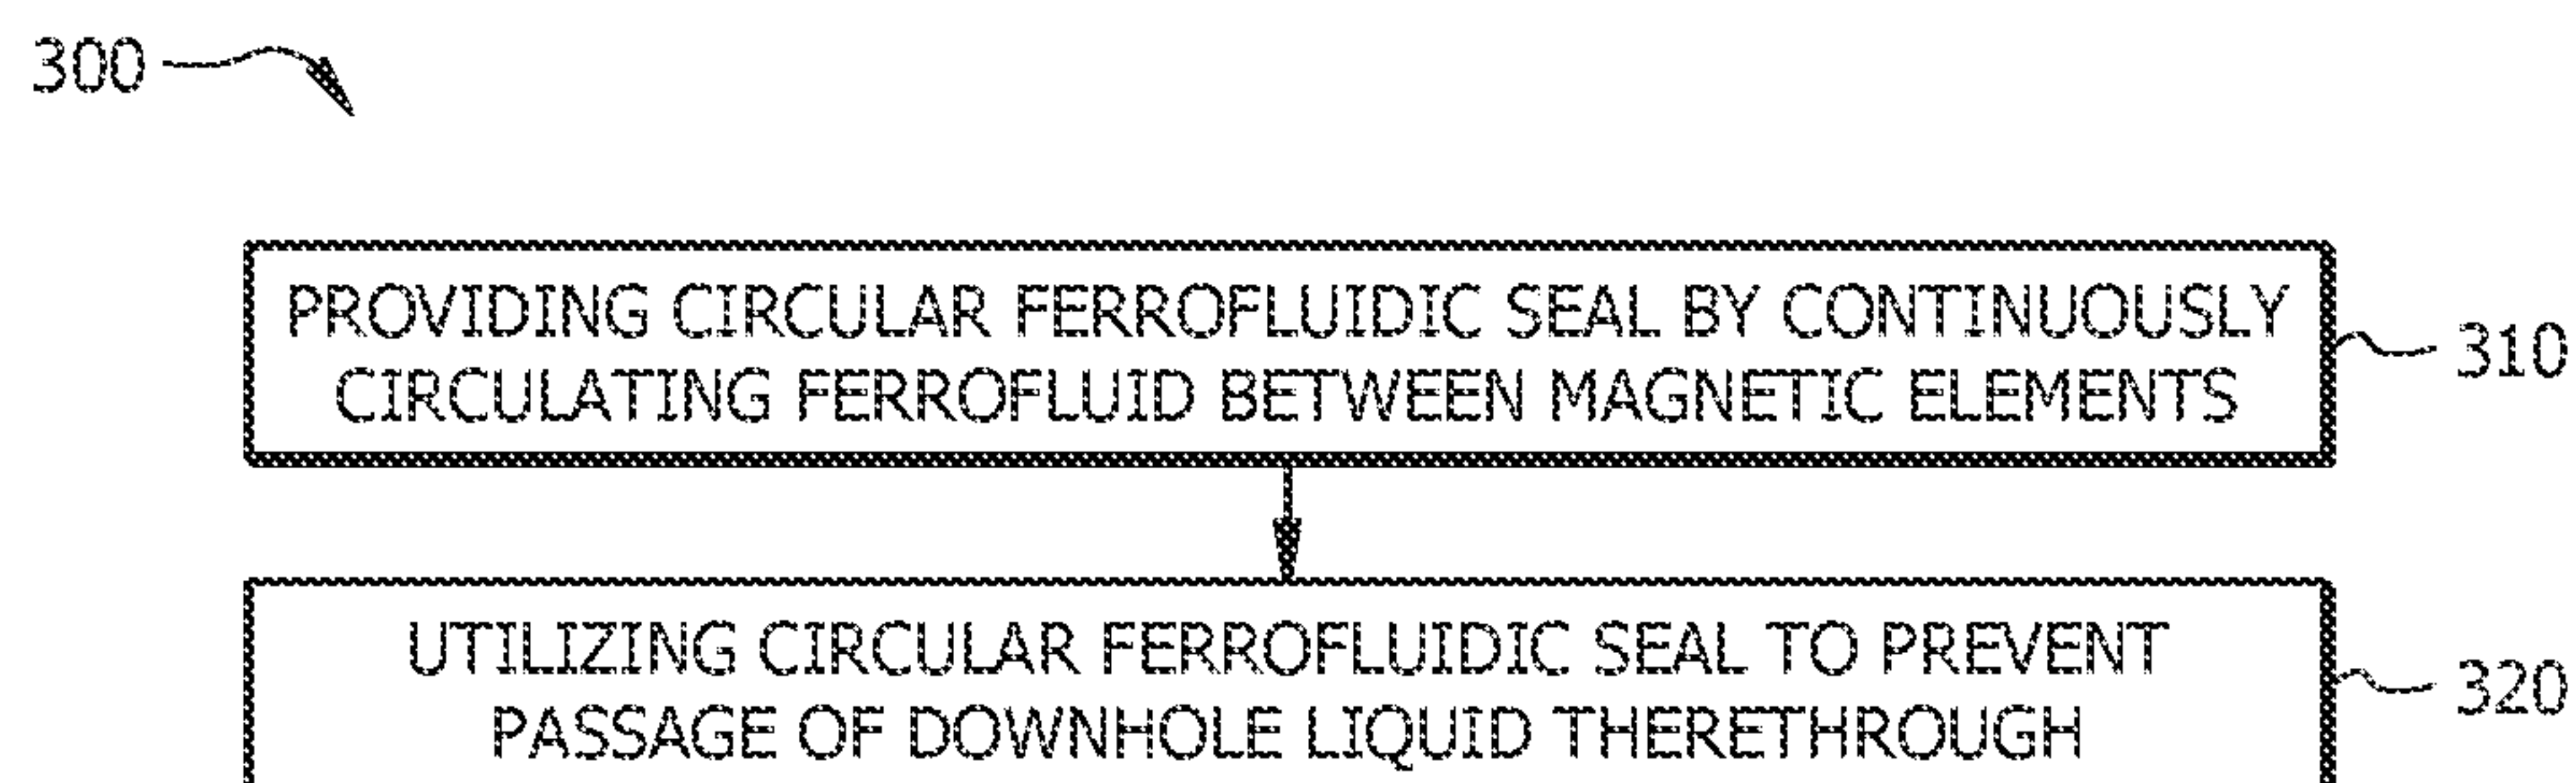 300
PROVIDING CIRCULAR FERROFLUIDIC SEAL BY CONTINUOUSLY
CIRCULATING FERROFLUID BETWEEN MAGNETIC ELEMENTS
310
UTILIZING CIRCULAR FERROFLUIDIC SEAL TO PREVENT
PASSAGE OF DOWNHOLE LIQUID THERETHROUGH
320